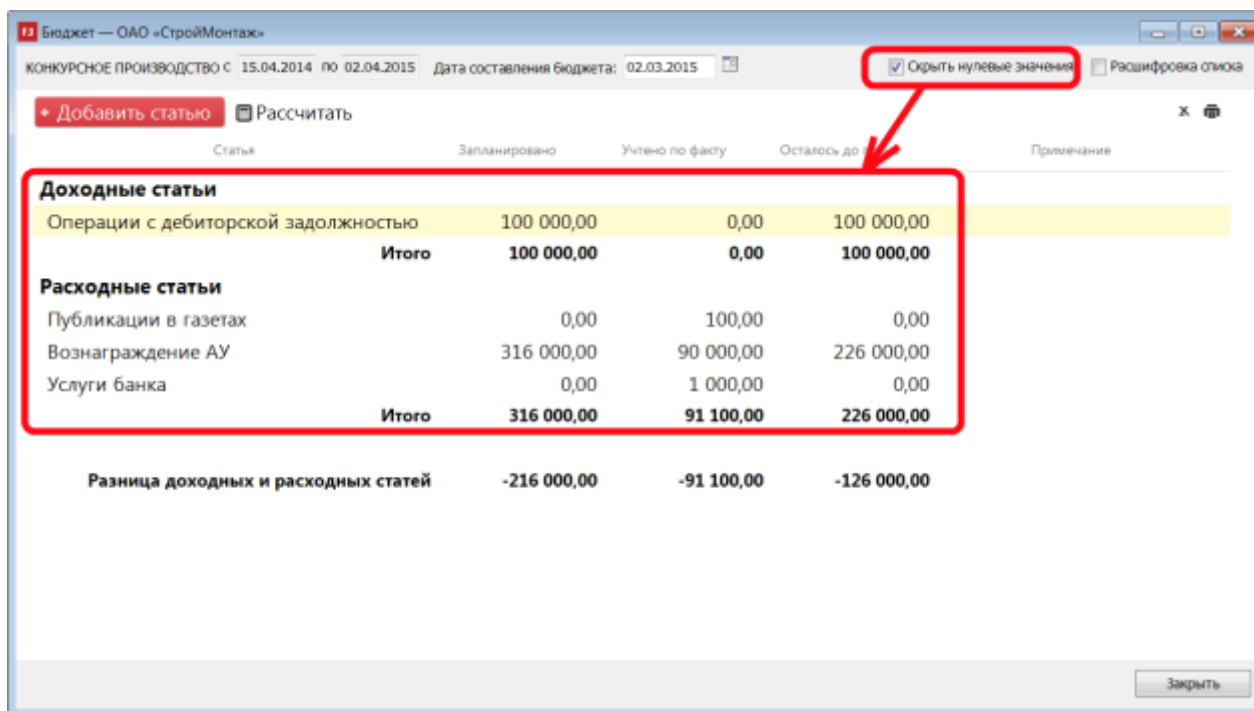 Бюджет — ОАО «СтройМонтаж»
КОНКУРСНОЕ ПРОИЗВОДСТВО С 15.04.2014 ПО 02.04.2015 Дата составления бюджета: 02.03.2015 Скрыть нулевые значения Расшифровка списка
+ Добавить статью Рассчитать
Статья Запланировано Учтено по факту Осталось до Примечание
Доходные статьи
Операции с дебиторской задолжностью 100 000,00 0,00 100 000,00
Итого 100 000,00 0,00 100 000,00
Расходные статьи
Публикации в газетах 0,00 100,00 0,00
Вознаграждение АУ 316 000,00 90 000,00 226 000,00
Услуги банка 0,00 1 000,00 0,00
Итого 316 000,00 91 100,00 226 000,00
Разница доходных и расходных статей -216 000,00 -91 100,00 -126 000,00
Закрыть